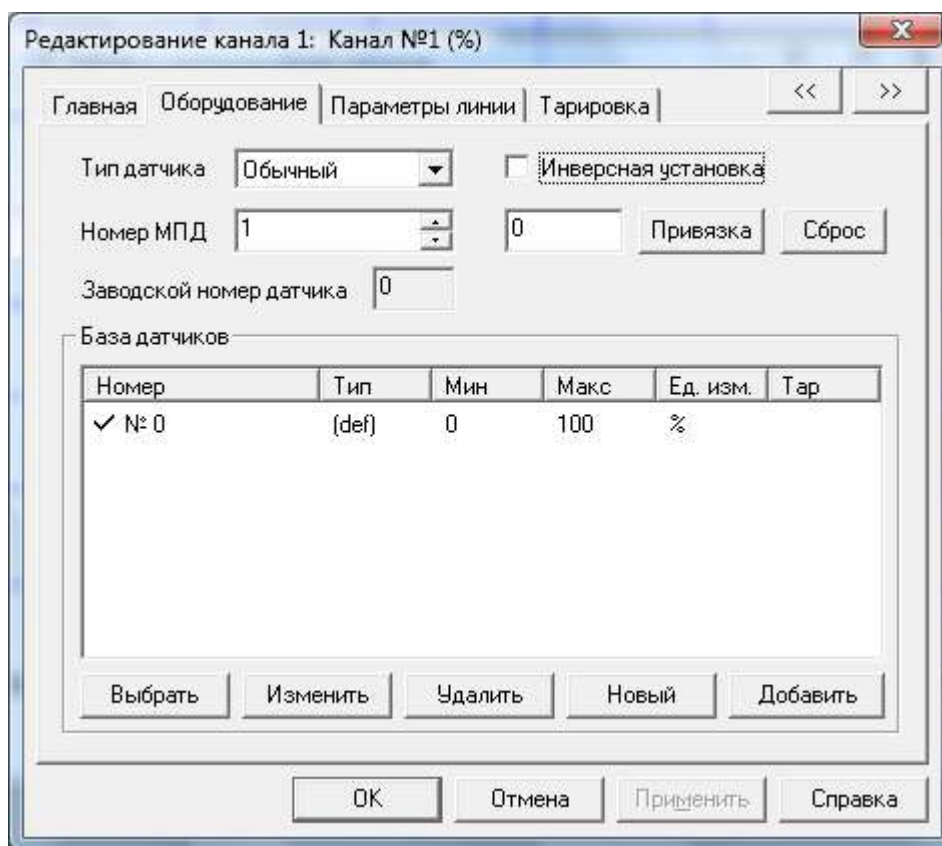 Редактирование канала 1: Канал №1 (%)
Главная Оборудование Параметры линии Тарировка << >>
Тип датчика Обычный Инверсная установка
Номер МПД 1 0 Привязка Сброс
Заводской номер датчика 0
База датчиков
Номер Тип Мин Макс Ед. изм. Тар
№ 0 (def) 0 100 %
Выбрать Изменить Удалить Новый Добавить
OK Отмена Применить Справка